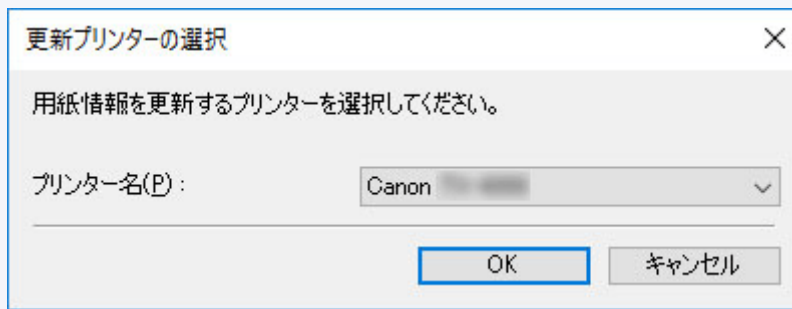 更新プリンターの選択
用紙情報を更新するプリンターを選択してください。
プリンター名(P) : Canon
OK キャンセル